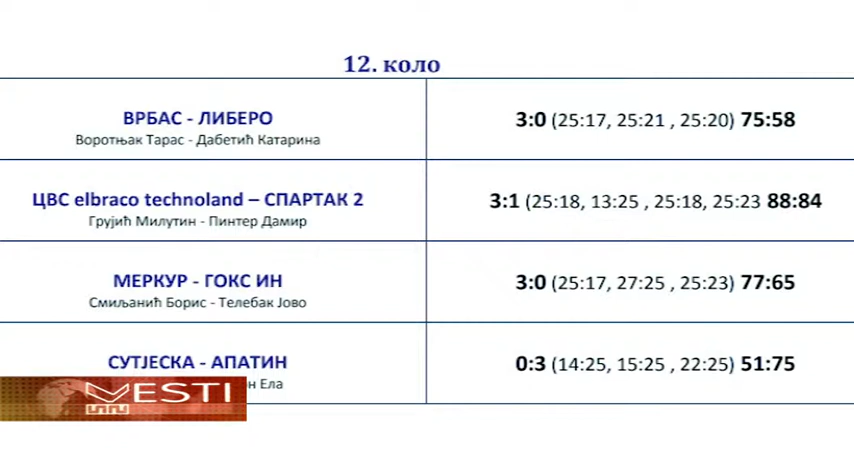 12. коло
ВРБАС - ЛИБЕРО
Воротњак Тарас - Дабетић Катарина
3:0 (25:17, 25:21 , 25:20) 75:58
ЦВС elbraco technoland – СПАРТАК 2
Грујић Милутин - Пинтер Дамир
3:1 (25:18, 13:25 , 25:18, 25:23 88:84
МЕРКУР - ГОКС ИН
Смиљанић Борис - Телебак Јово
3:0 (25:17, 27:25 , 25:23) 77:65
СУТЈЕСКА - АПАТИН
Ела
0:3 (14:25, 15:25 , 22:25) 51:75
VESTI